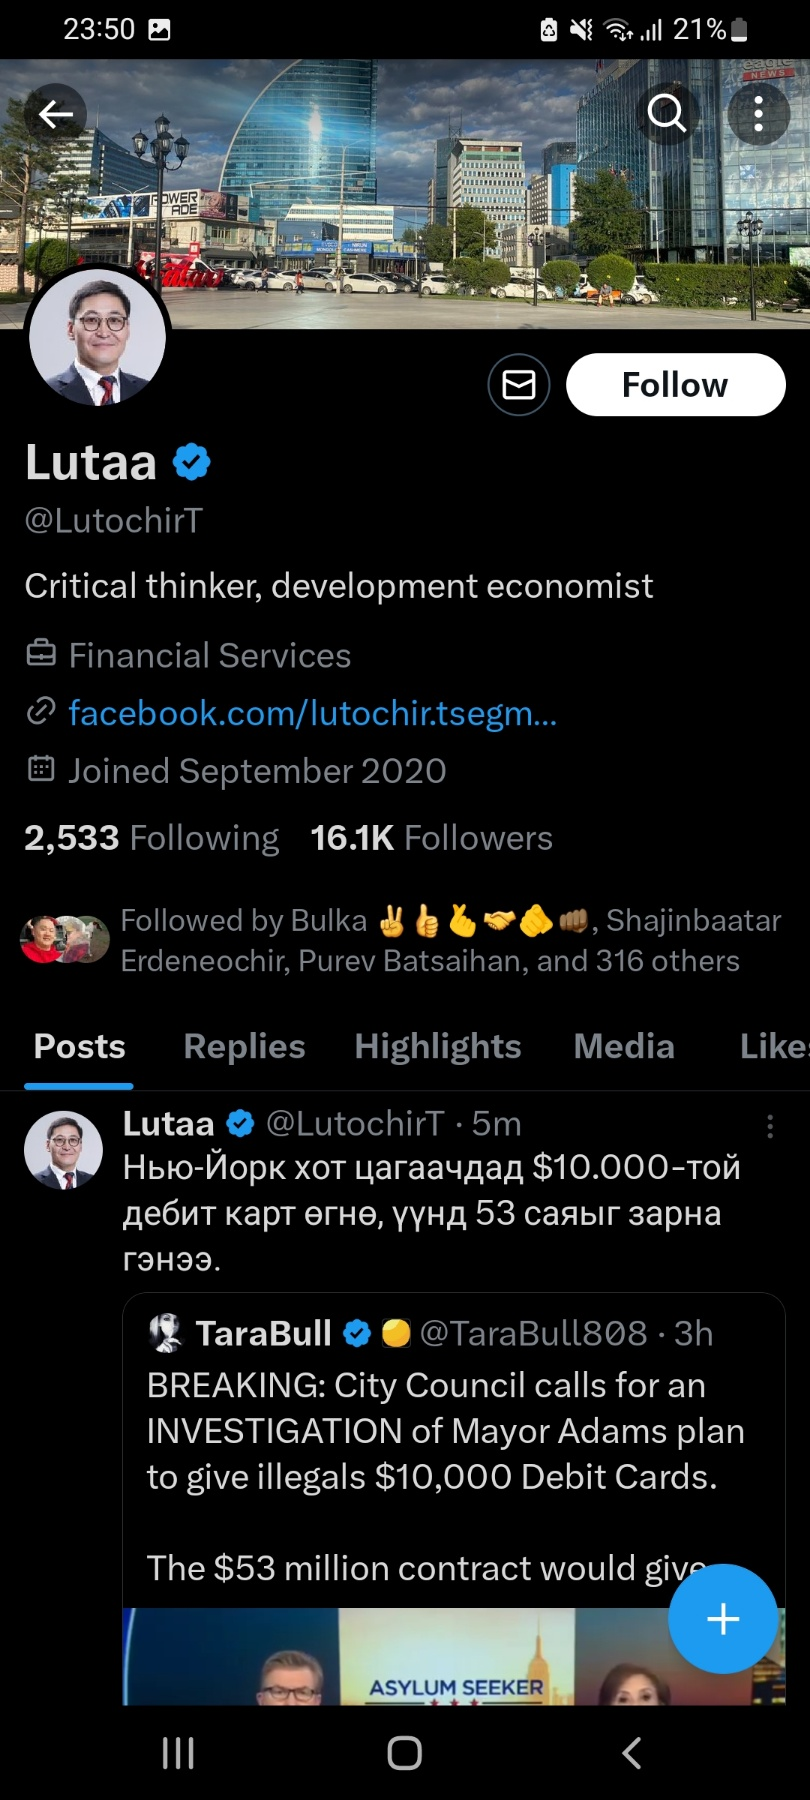 23:50
21%
eagle
NEWS
POWER
ADE
Follow
Lutaa
@LutochirT
Critical thinker, development economist
Financial Services
facebook.com/lutochir.tsegm...
Joined September 2020
2,533 Following 16.1K Followers
Followed by Bulka ✌️👍🫰🤝🫵👊🏾, Shajinbaatar
Erdeneochir, Purev Batsaihan, and 316 others
Posts Replies Highlights Media Likes
Lutaa @LutochirT · 5m
Нью-Йорк хот цагаачдад $10.000-той
дебит карт өгнө, үүнд 53 саяыг зарна
гэнээ.
TaraBull @TaraBull808 · 3h
BREAKING: City Council calls for an
INVESTIGATION of Mayor Adams plan
to give illegals $10,000 Debit Cards.
The $53 million contract would give
ASYLUM SEEKER